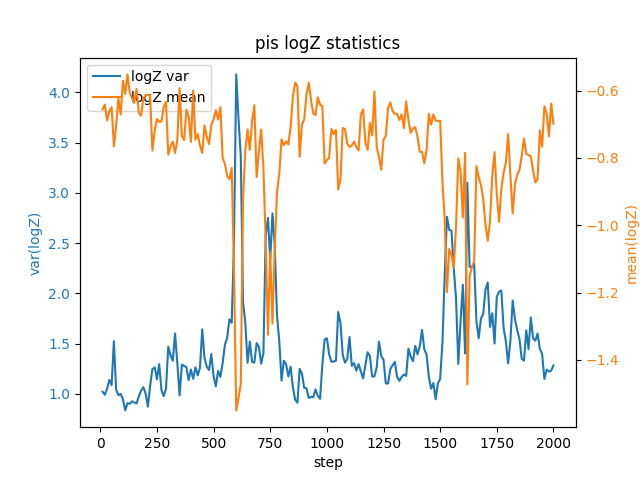 pis logZ statistics
logZ var
logZ mean
4.0
3.5
3.0
2.5
2.0
1.5
1.0
var(logZ)
−0.6
−0.8
−1.0
−1.2
−1.4
mean(logZ)
0 250 500 750 1000 1250 1500 1750 2000
step